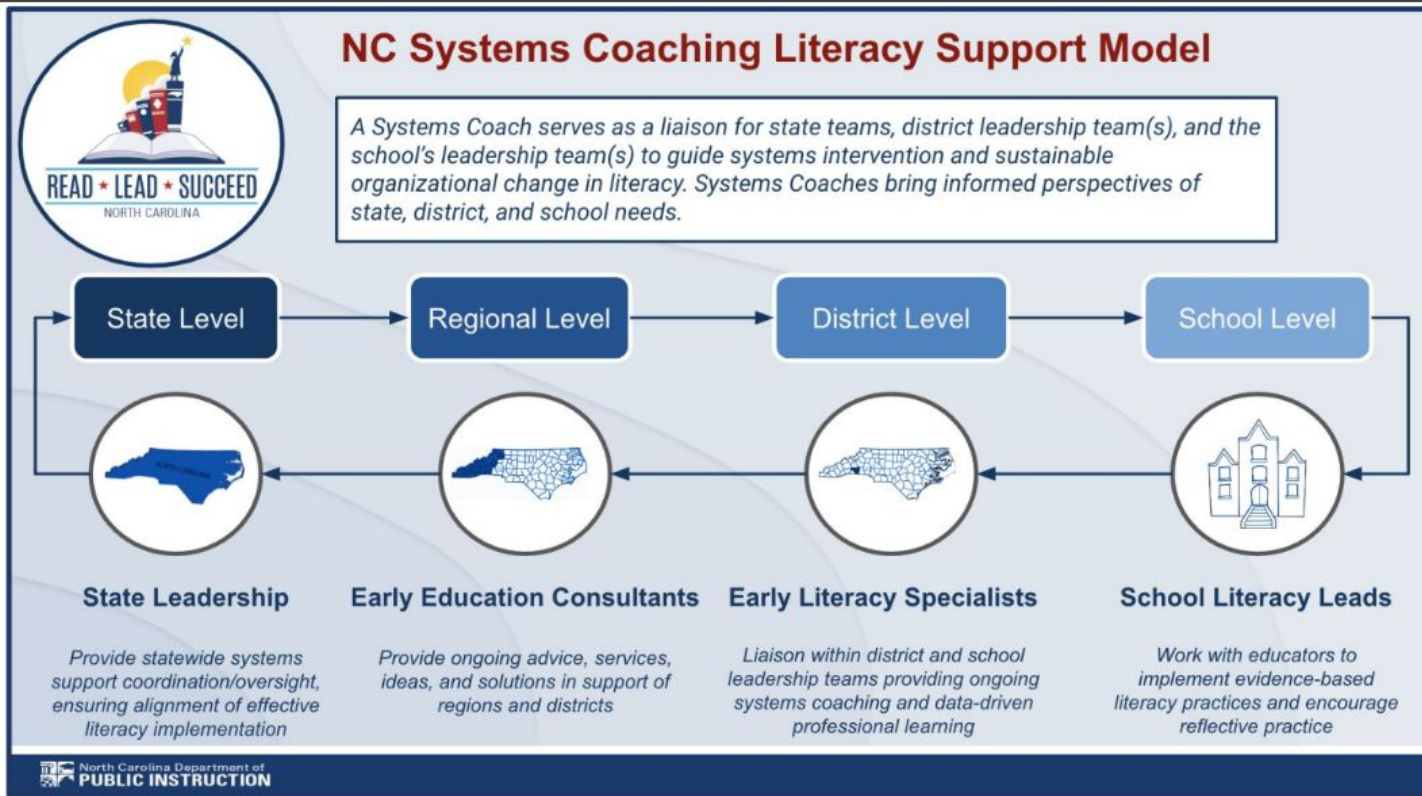 NC Systems Coaching Literacy Support Model
READ ★ LEAD ★ SUCCEED
NORTH CAROLINA
A Systems Coach serves as a liaison for state teams, district leadership team(s), and the
school's leadership team(s) to guide systems intervention and sustainable
organizational change in literacy. Systems Coaches bring informed perspectives of
state, district, and school needs.
State Level
Regional Level
District Level
School Level
NORTH CAROLINA
State Leadership
Provide statewide systems
support coordination/oversight,
ensuring alignment of effective
literacy implementation
Early Education Consultants
Provide ongoing advice, services,
ideas, and solutions in support of
regions and districts
Early Literacy Specialists
Liaison within district and school
leadership teams providing ongoing
systems coaching and data-driven
professional learning
School Literacy Leads
Work with educators to
implement evidence-based
literacy practices and encourage
reflective practice
North Carolina Department of
PUBLIC INSTRUCTION